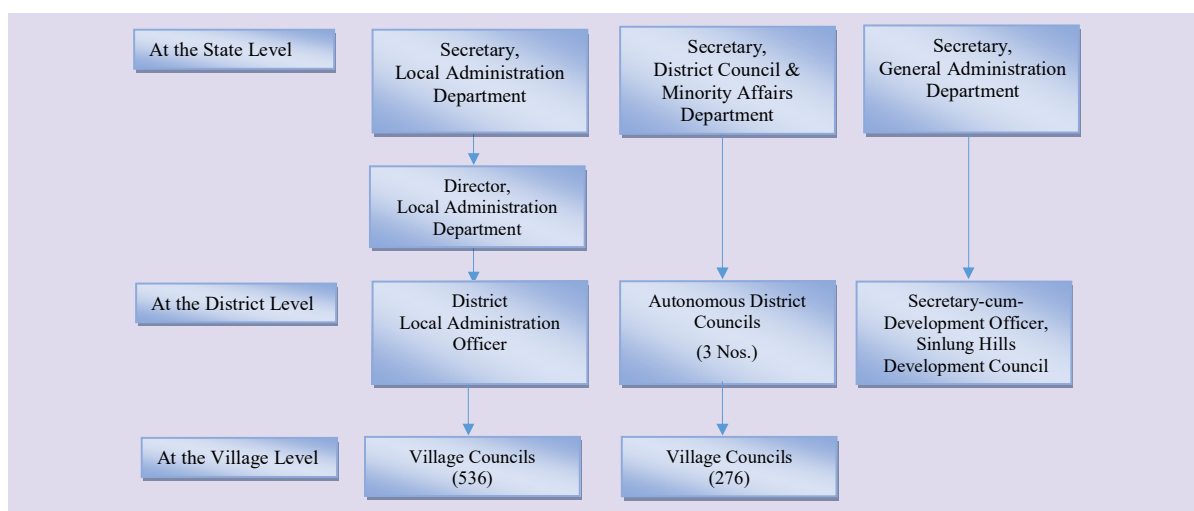 At the State Level
Secretary,
Local Administration
Department
Secretary,
District Council &
Minority Affairs
Department
Secretary,
General Administration
Department
Director,
Local Administration
Department
At the District Level
District
Local Administration
Officer
Autonomous District
Councils
(3 Nos.)
Secretary-cum-
Development Officer,
Sinlung Hills
Development Council
At the Village Level
Village Councils
(536)
Village Councils
(276)